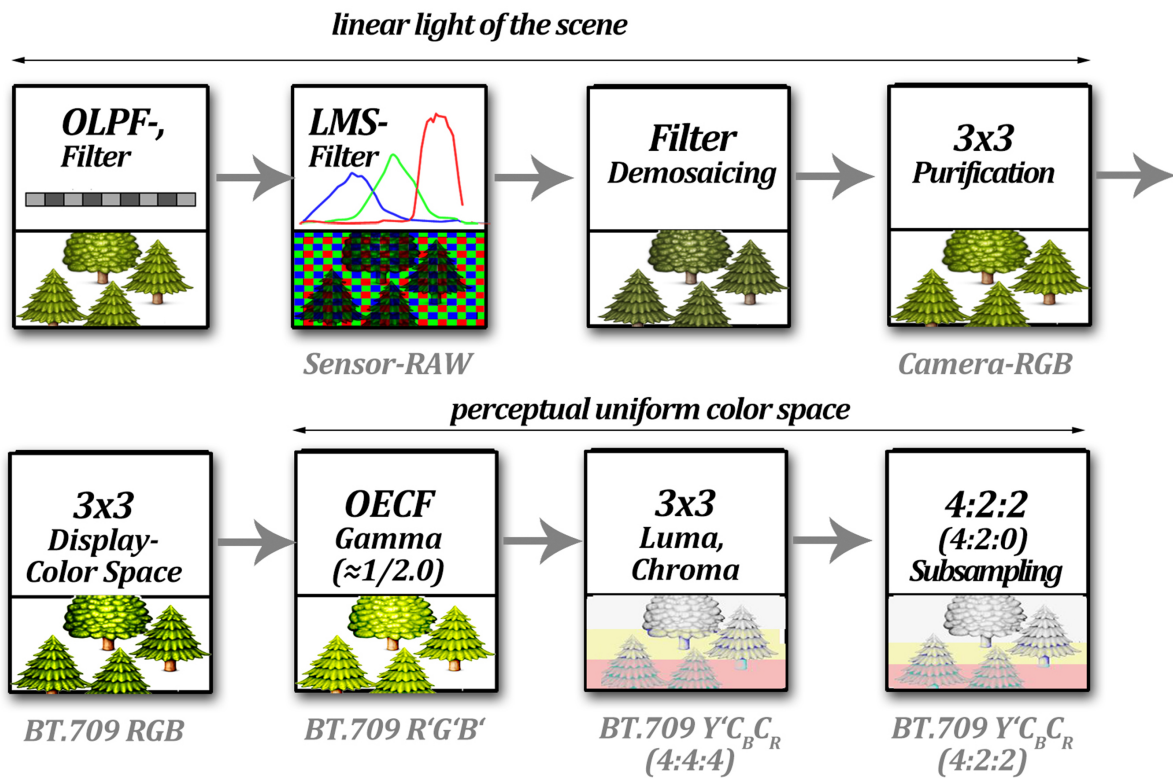 linear light of the scene
OLPF-,
Filter
LMS-
Filter
Filter
Demosaicing
3x3
Purification
Sensor-RAW
Camera-RGB
perceptual uniform color space
3x3
Display-
Color Space
OECF
Gamma
(≈1/2.0)
3x3
Luma,
Chroma
4:2:2
(4:2:0)
Subsampling
BT.709 RGB
BT.709 R‘G‘B‘
BT.709 Y‘CBCR
(4:4:4)
BT.709 Y‘CBCR
(4:2:2)